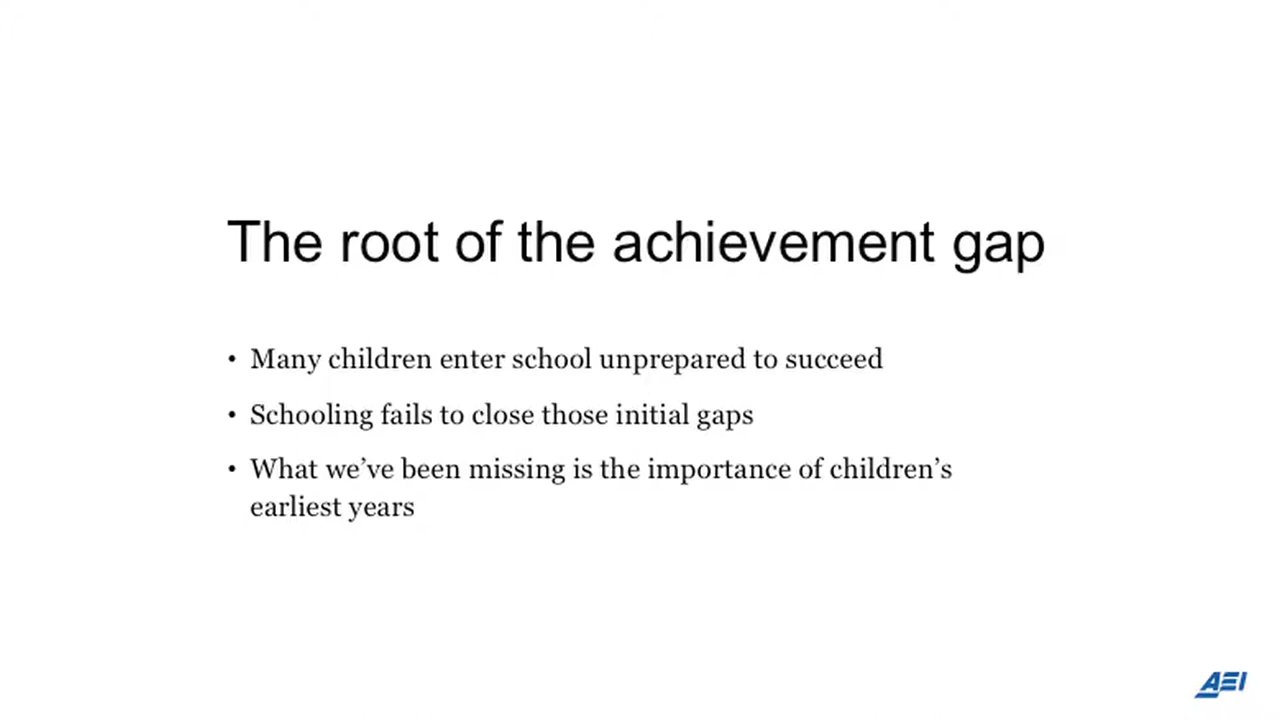 The root of the achievement gap
• Many children enter school unprepared to succeed
• Schooling fails to close those initial gaps
• What we’ve been missing is the importance of children’s
earliest years
AEI